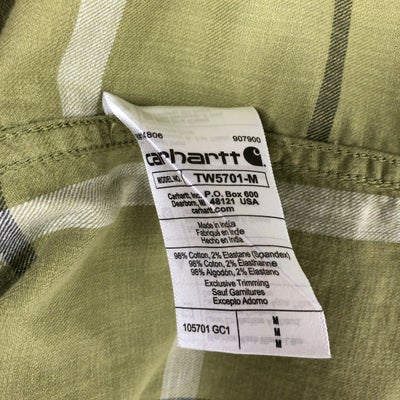 907900
carhartt
MODEL NO. TW5701-M
Carhartt, Inc. P.O. Box 600
Dearborn, MI 48121 USA
carhartt.com
Made in India
Fabriqué en Inde
Hecho en India
98% Cotton, 2% Elastane (Spandex)
98% Coton, 2% Elasthanne
98% Algodon, 2% Elastano
Exclusive Trimming
Sauf Garnitures
Excepto Adorno
105701 GC1
M
M
M